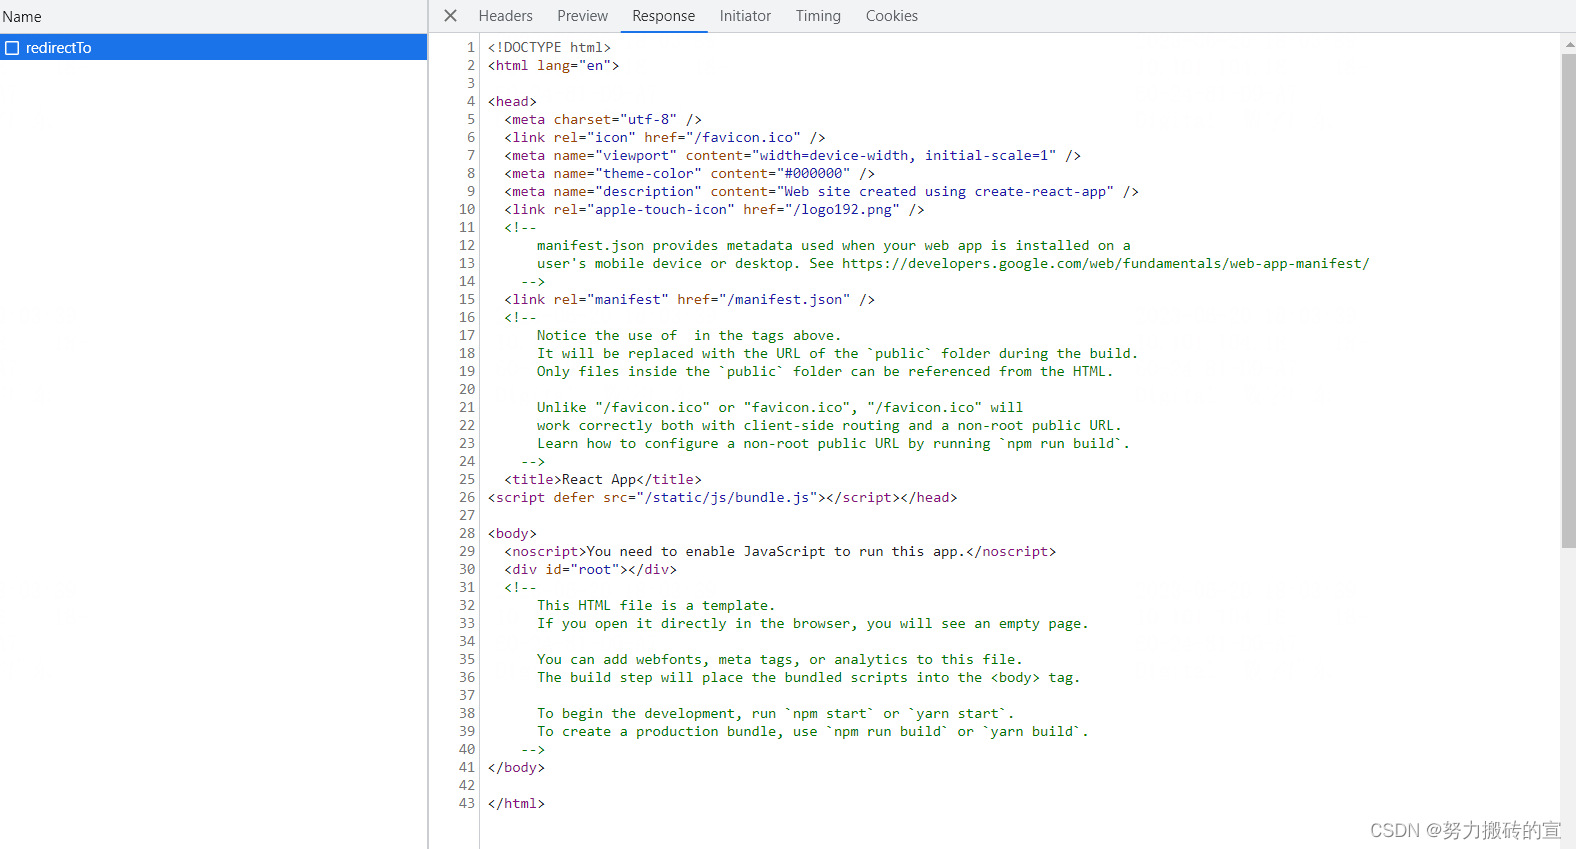 Name
Headers Preview Response Initiator Timing Cookies
redirectTo
1 <!DOCTYPE html>
2 <html lang="en">
3
4 <head>
5 <meta charset="utf-8" />
6 <link rel="icon" href="/favicon.ico" />
7 <meta name="viewport" content="width=device-width, initial-scale=1" />
8 <meta name="theme-color" content="#000000" />
9 <meta name="description" content="Web site created using create-react-app" />
10 <link rel="apple-touch-icon" href="/logo192.png" />
11 <!--
12 manifest.json provides metadata used when your web app is installed on a
13 user's mobile device or desktop. See https://developers.google.com/web/fundamentals/web-app-manifest/
14 -->
15 <link rel="manifest" href="/manifest.json" />
16 <!--
17 Notice the use of  in the tags above.
18 It will be replaced with the URL of the `public` folder during the build.
19 Only files inside the `public` folder can be referenced from the HTML.
20
21 Unlike "/favicon.ico" or "favicon.ico", "/favicon.ico" will
22 work correctly both with client-side routing and a non-root public URL.
23 Learn how to configure a non-root public URL by running `npm run build`.
24 -->
25 <title>React App</title>
26 <script defer src="/static/js/bundle.js"></script></head>
27
28 <body>
29 <noscript>You need to enable JavaScript to run this app.</noscript>
30 <div id="root"></div>
31 <!--
32 This HTML file is a template.
33 If you open it directly in the browser, you will see an empty page.
34
35 You can add webfonts, meta tags, or analytics to this file.
36 The build step will place the bundled scripts into the <body> tag.
37
38 To begin the development, run `npm start` or `yarn start`.
39 To create a production bundle, use `npm run build` or `yarn build`.
40 -->
41 </body>
42
43 </html>
CSDN @努力搬砖的宣